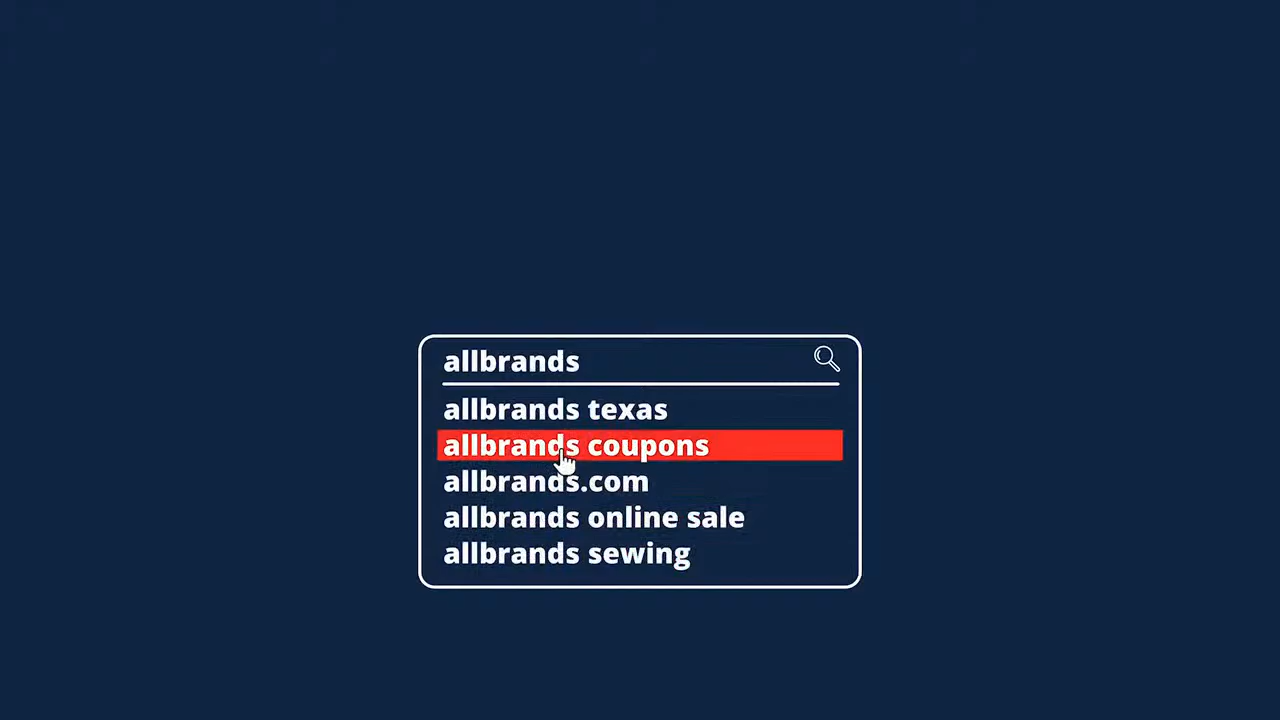 allbrands
allbrands texas
allbrands coupons
allbrands.com
allbrands online sale
allbrands sewing